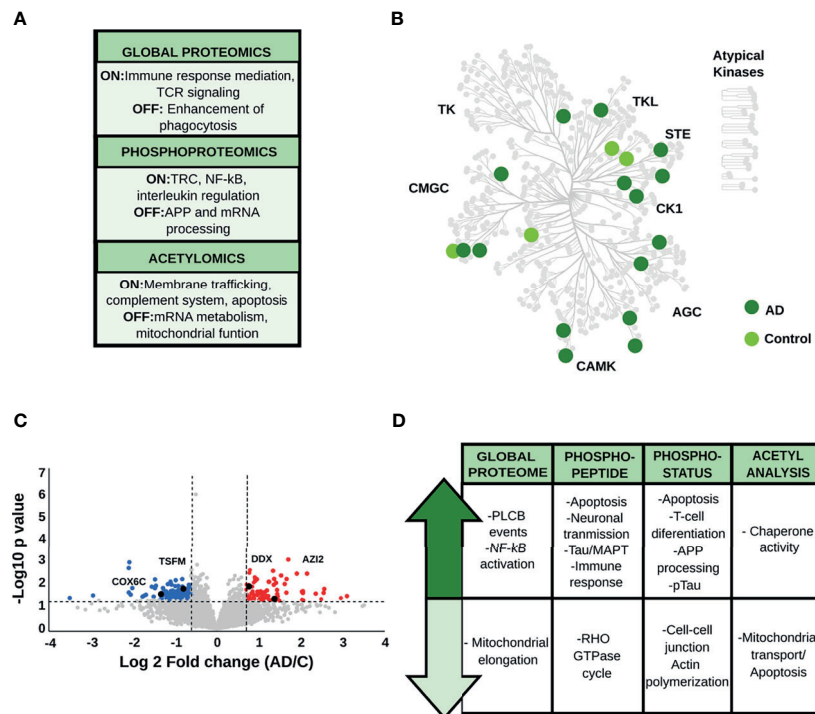 A
GLOBAL PROTEOMICS
ON:Immune response mediation,
TCR signaling
OFF: Enhancement of
phagocytosis
PHOSPHOPROTEOMICS
ON:TRC, NF-kB,
interleukin regulation
OFF:APP and mRNA
processing
ACETYLOMICS
ON:Membrane trafficking,
complement system, apoptosis
OFF:mRNA metabolism,
mitochondrial funtion
B
Atypical
Kinases
TK
TKL
STE
CMGC
CK1
AGC
CAMK
AD
Control
C
-Log10 p value
7
6
5
4
3
2
1
0
TSFM
COX6C
DDX
AZI2
-4
-3
-2
-1
0
1
2
3
4
Log 2 Fold change (AD/C)
D
GLOBAL
PROTEOME
PHOSPHO-
PEPTIDE
PHOSPHO-
STATUS
ACETYL
ANALYSIS
-PLCB
events
-NF-kB
activation
-Apoptosis
-Neuronal
tranmission
-Tau/MAPT
-Immune
response
-Apoptosis
-T-cell
diferentiation
-APP
processing
-pTau
- Chaperone
activity
- Mitochondrial
elongation
-RHO
GTPase
cycle
-Cell-cell
junction
Actin
polymerization
-Mitochondrial
transport/
Apoptosis